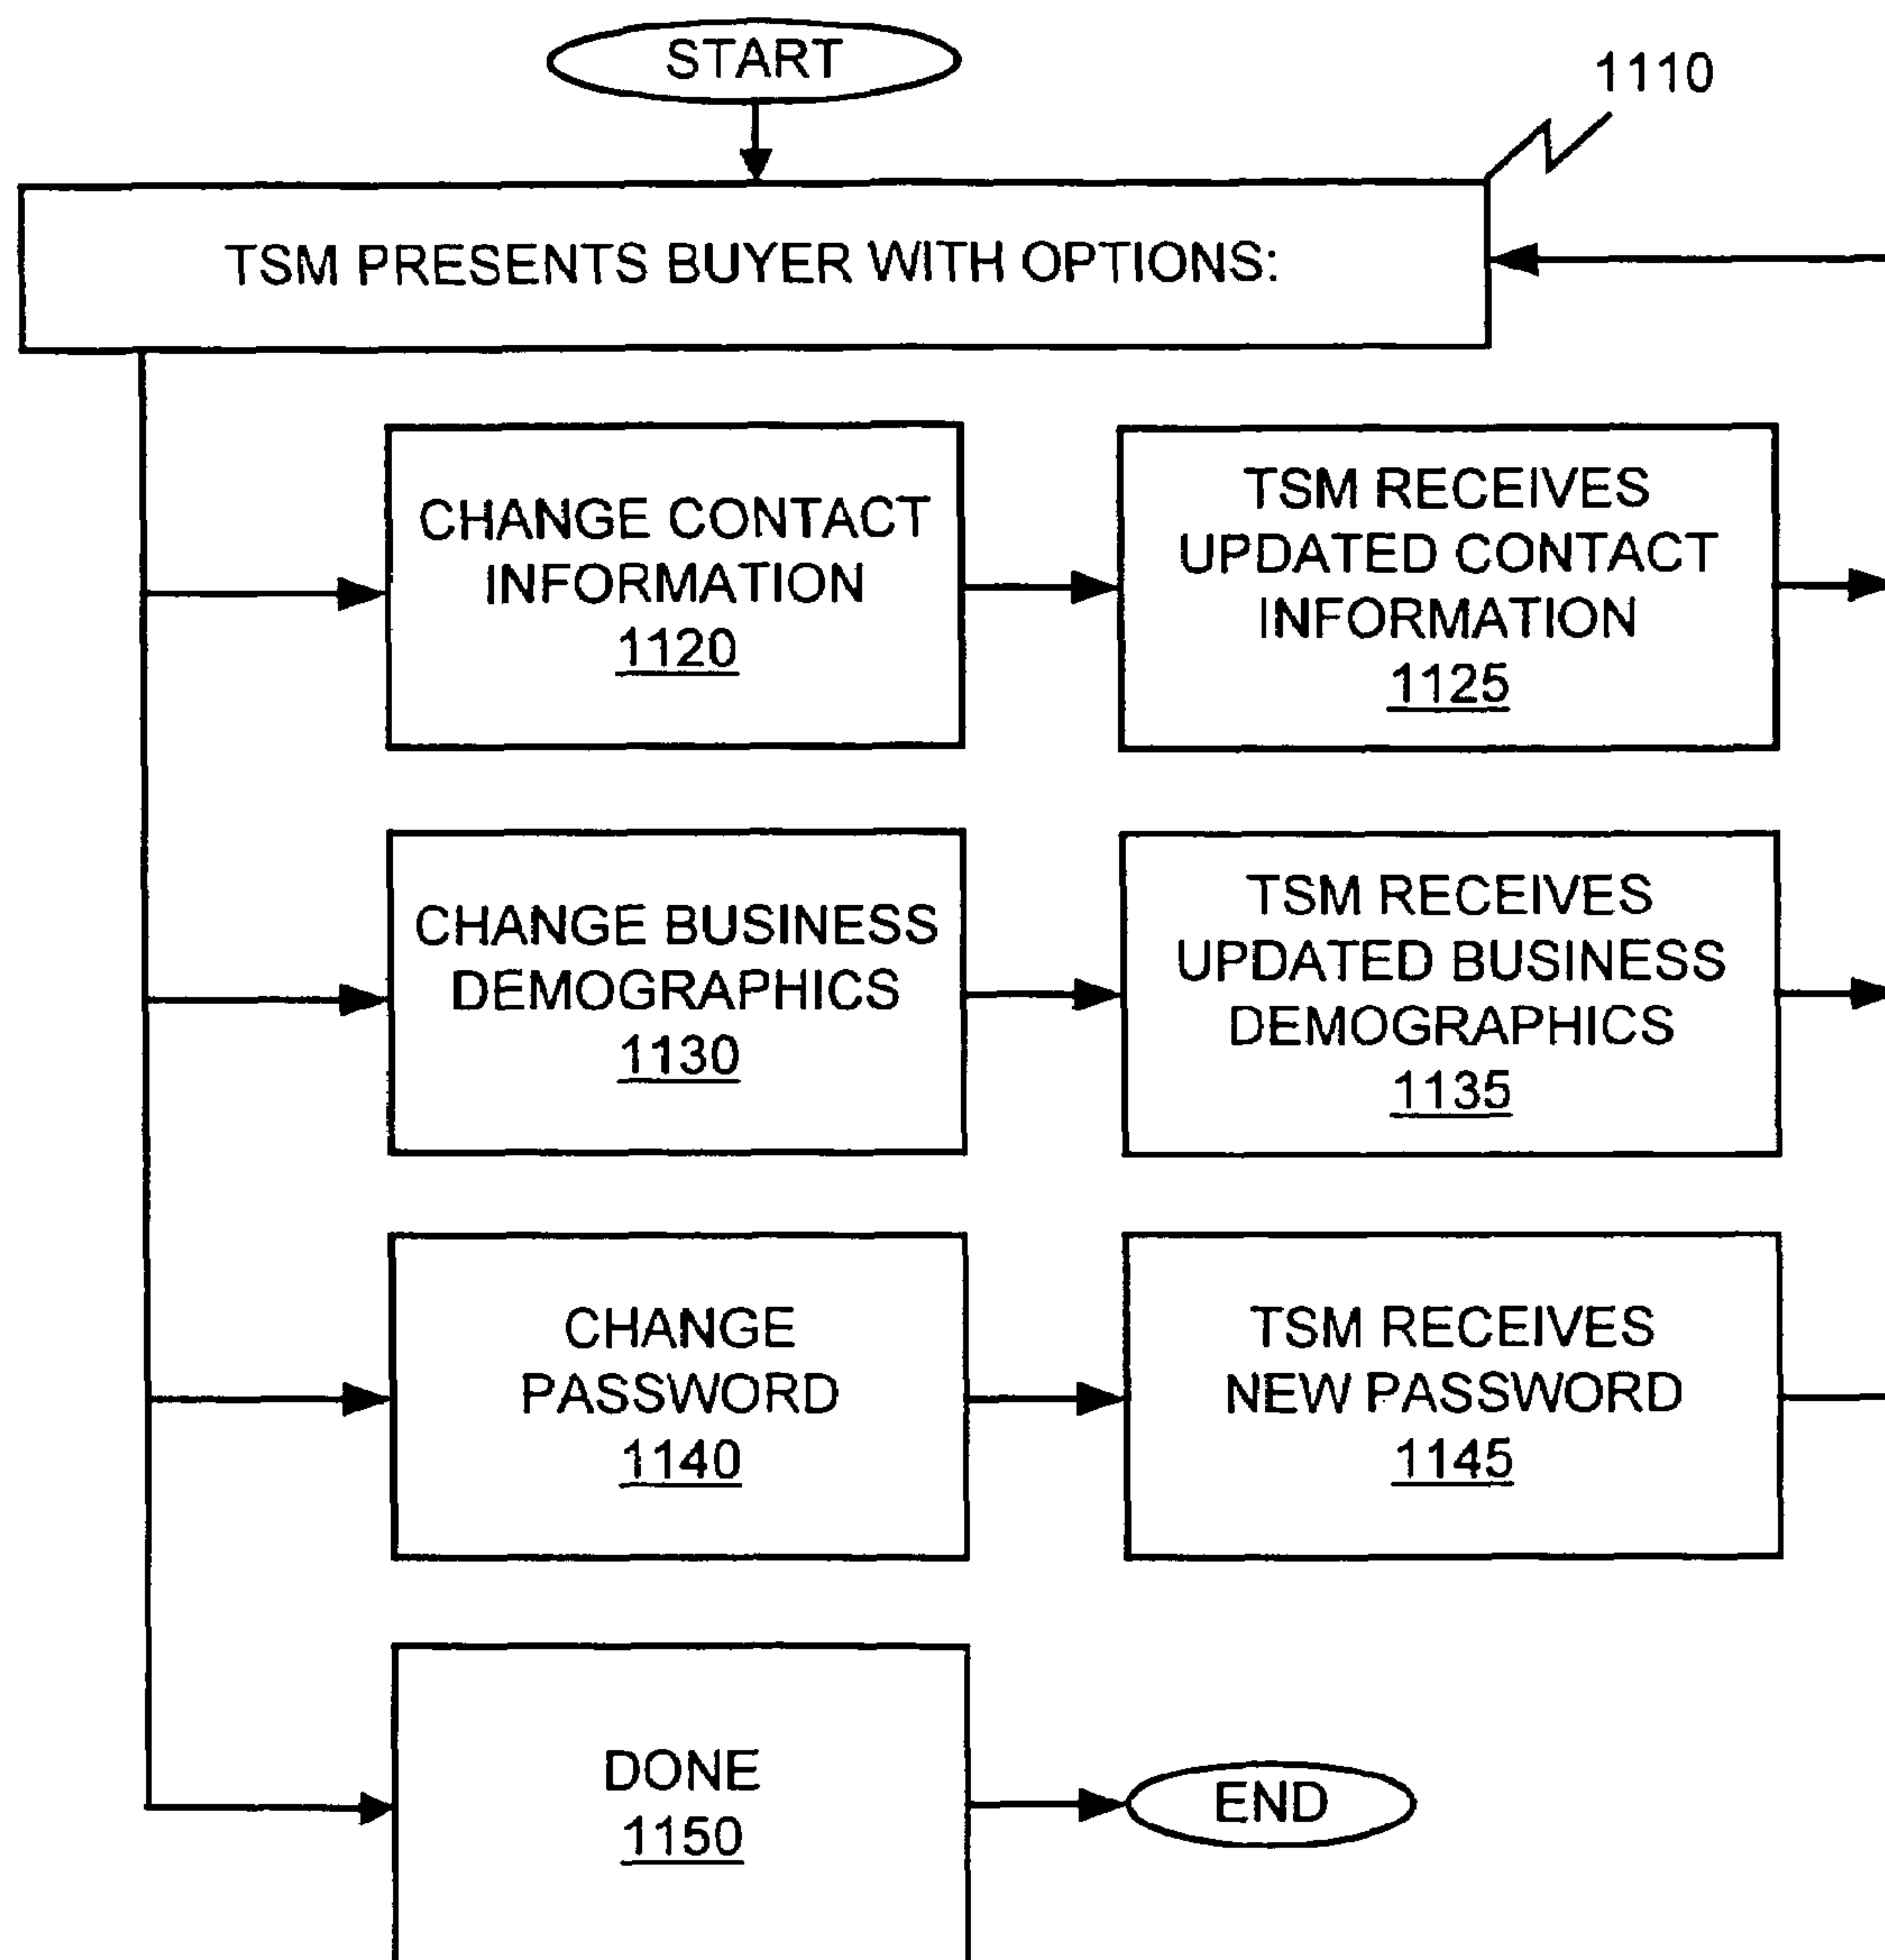 START
1110
TSM PRESENTS BUYER WITH OPTIONS:
CHANGE CONTACT
INFORMATION
1120
TSM RECEIVES
UPDATED CONTACT
INFORMATION
1125
CHANGE BUSINESS
DEMOGRAPHICS
1130
TSM RECEIVES
UPDATED BUSINESS
DEMOGRAPHICS
1135
CHANGE
PASSWORD
1140
TSM RECEIVES
NEW PASSWORD
1145
DONE
1150
END